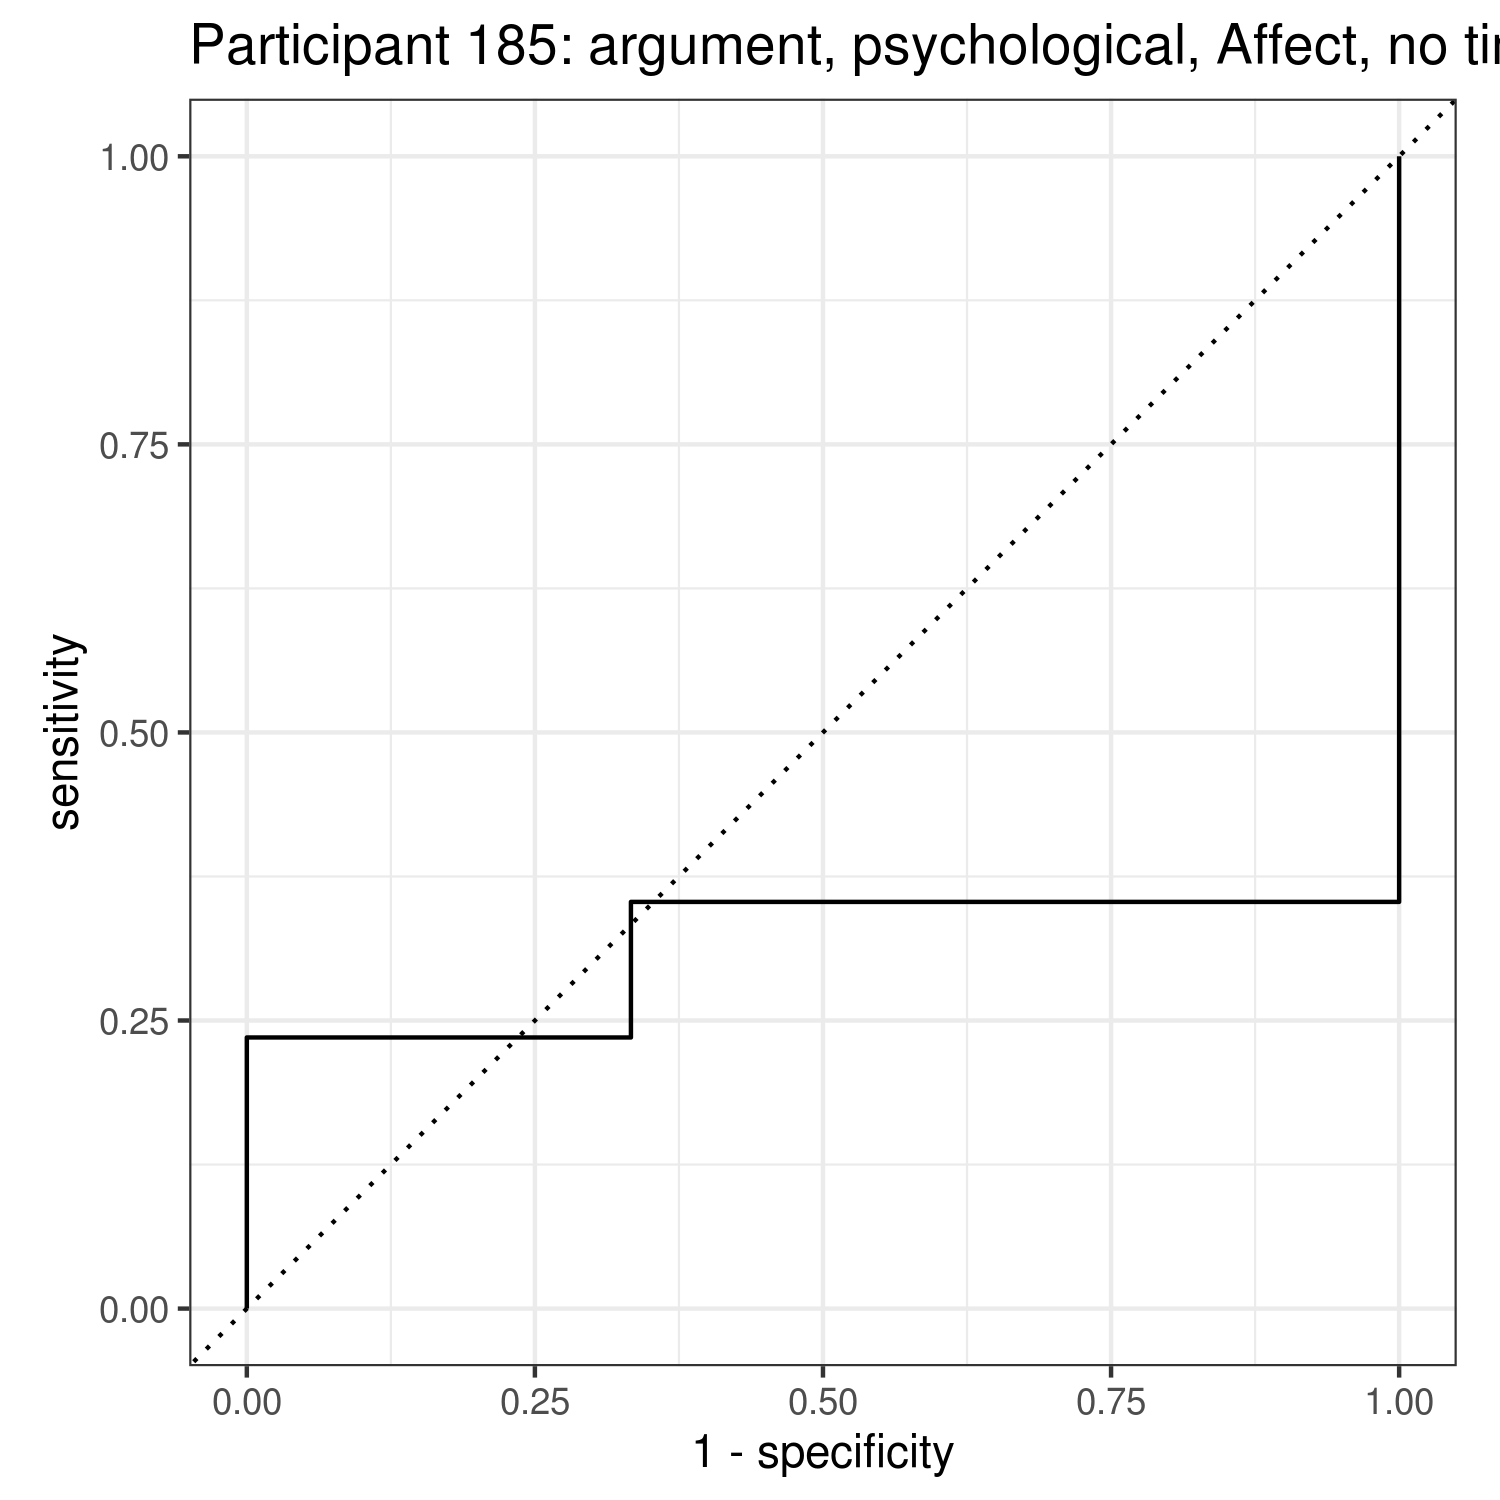 Participant 185: argument, psychological, Affect, no
1.00
0.75
0.50
0.25
0.00
sensitivity
0.00 0.25 0.50 0.75 1.00
1 - specificity